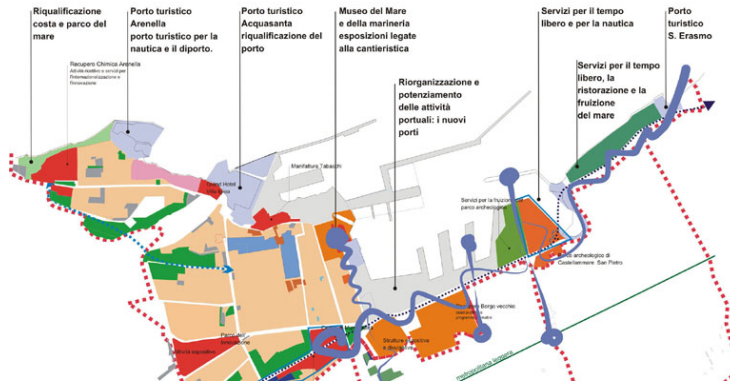 Riqualificazione
costa e parco del
mare
Porto turistico
Arenella
porto turistico per la
nautica e il diporto.
Porto turistico
Acquasanta
riqualificazione del
porto
Museo del Mare
e della marineria
esposizioni legate
alla cantieristica
Servizi per il tempo
libero e per la nautica
Porto
turistico
S. Erasmo
Recupero Chimica Arenella
Riorganizzazione e
potenziamento
delle attività
portuali: i nuovi
porti
Servizi per il tempo
libero, la
ristorazione e la
fruizione
del mare
Manifattura Tabacchi
Grand Hotel
Servizi per la fruizione
parco archeologico
archeologico di
Castellammare San Pietro
Borgo vecchio
metropolitana leggera